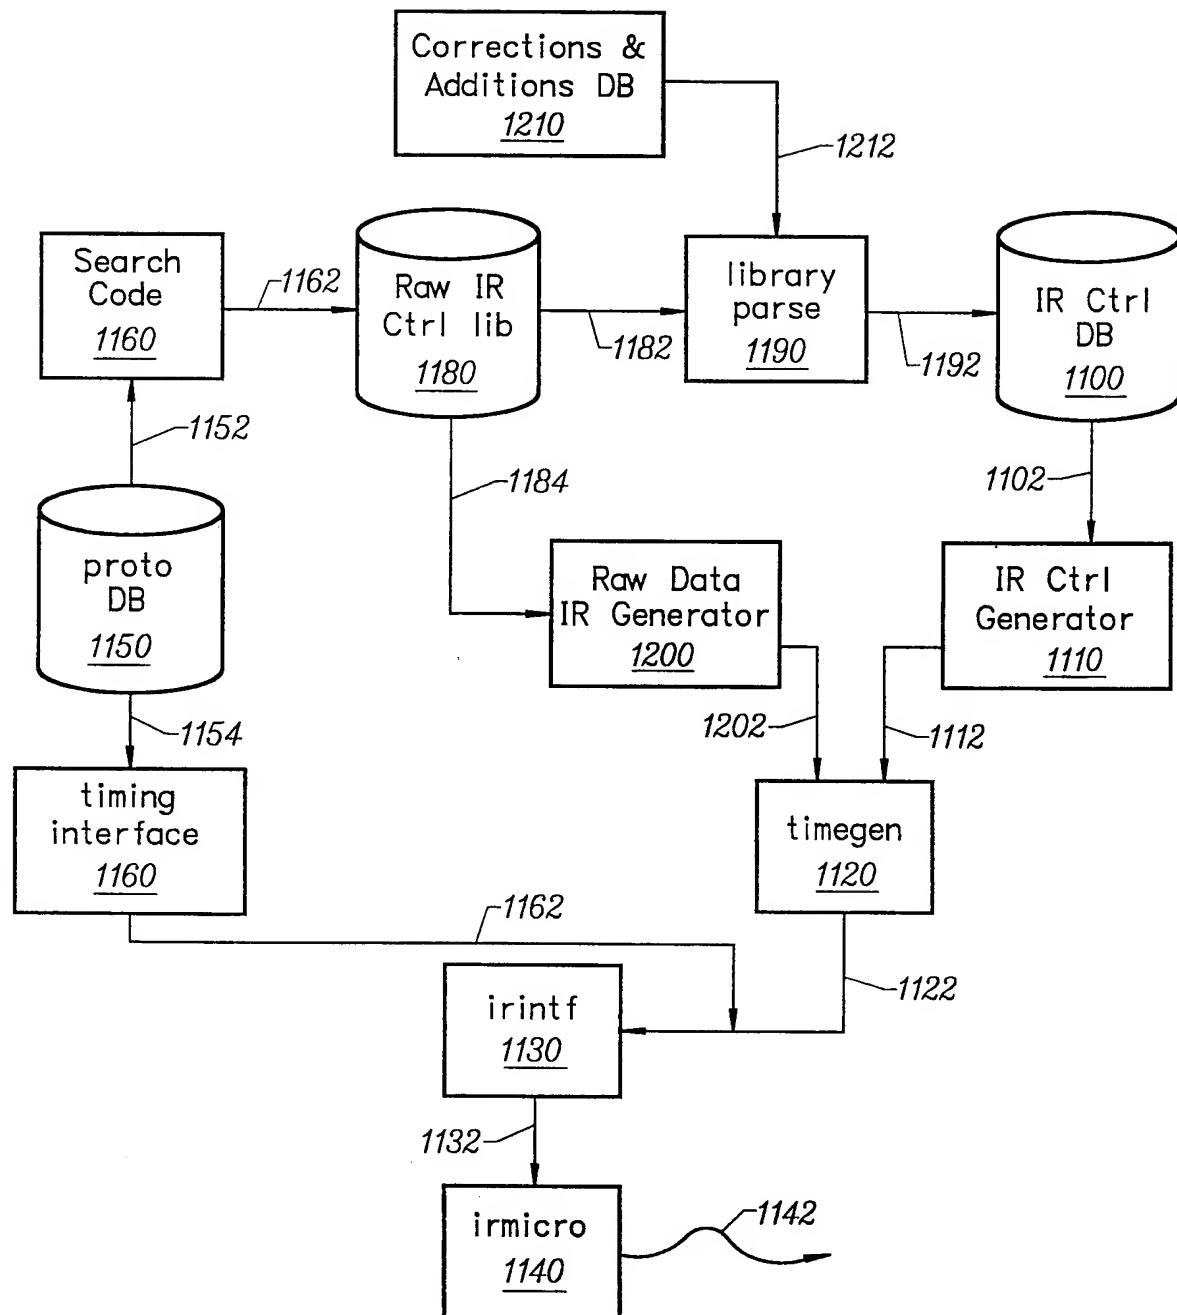 Corrections &
Additions DB
1210
1212
Search
Code
1160
1162
Raw IR
Ctrl lib
1180
1182
library
parse
1190
1192
IR Ctrl
DB
1100
1152
1184
1102
proto
DB
1150
Raw Data
IR Generator
1200
IR Ctrl
Generator
1110
1154
1202
1112
timing
interface
1160
timegen
1120
1162
1122
irintf
1130
1132
irmicro
1140
1142